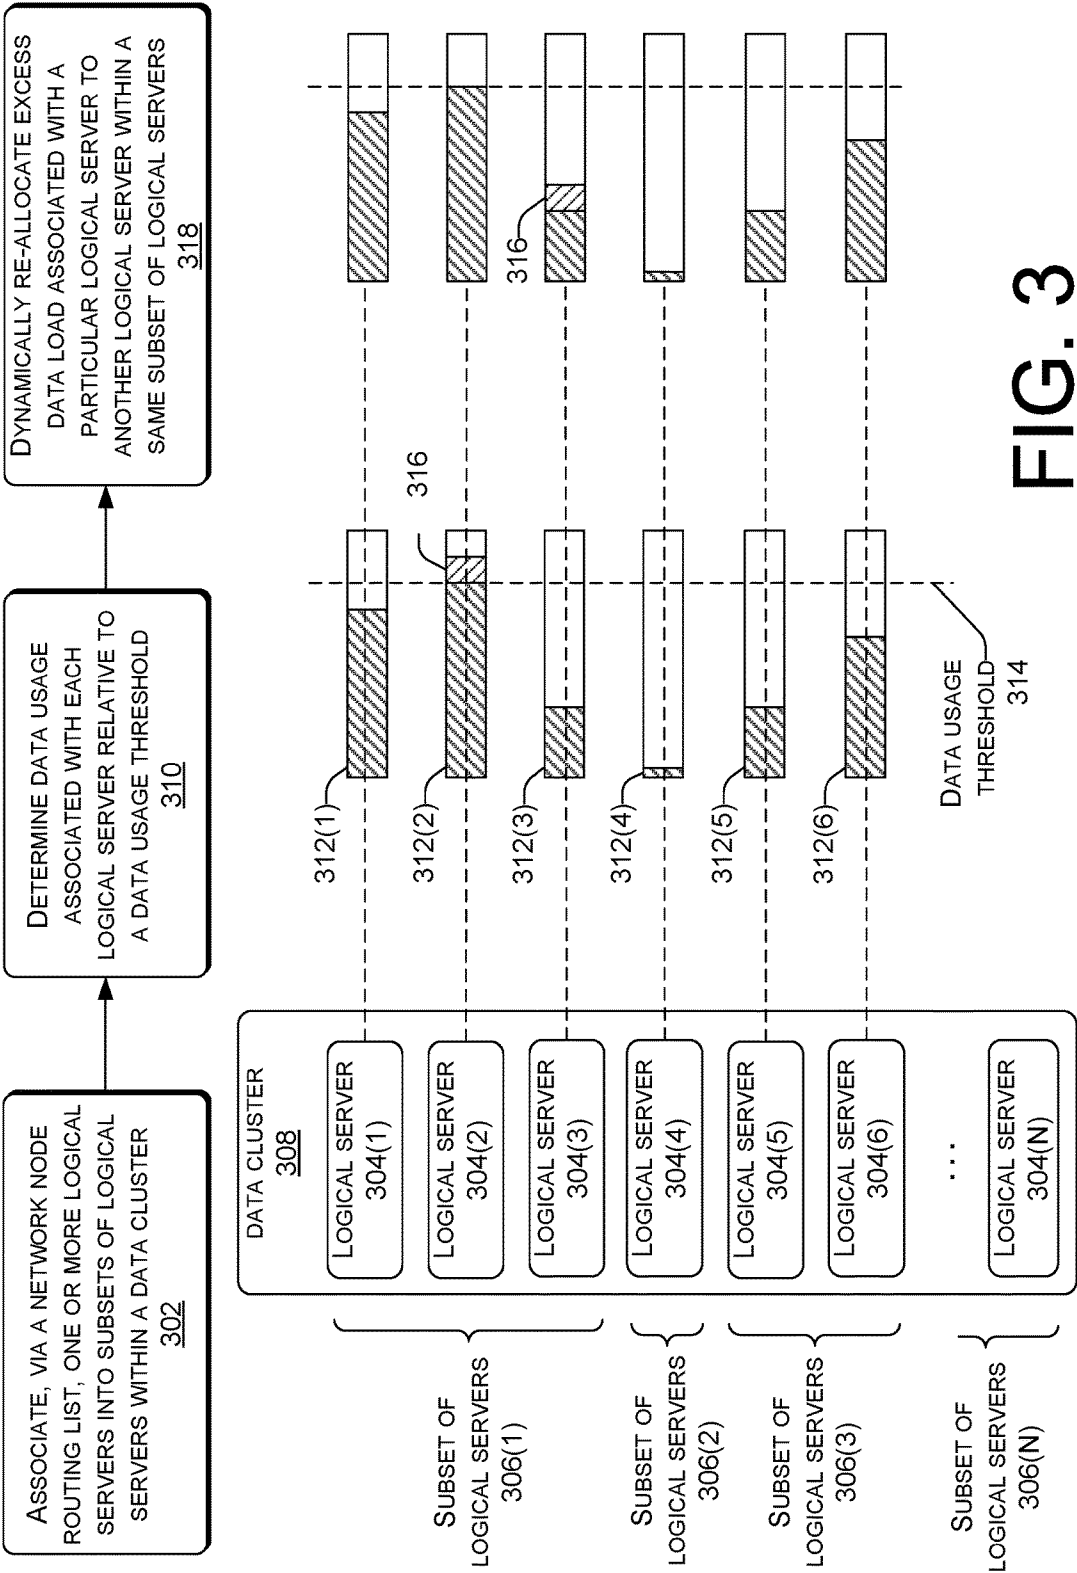 ASSOCIATE, VIA A NETWORK NODE
ROUTING LIST, ONE OR MORE LOGICAL
SERVERS INTO SUBSETS OF LOGICAL
SERVERS WITHIN A DATA CLUSTER
302
DETERMINE DATA USAGE
ASSOCIATED WITH EACH
LOGICAL SERVER RELATIVE TO
A DATA USAGE THRESHOLD
310
DYNAMICALLY RE-ALLOCATE EXCESS
DATA LOAD ASSOCIATED WITH A
PARTICULAR LOGICAL SERVER TO
ANOTHER LOGICAL SERVER WITHIN A
SAME SUBSET OF LOGICAL SERVERS
318
DATA CLUSTER
308
SUBSET OF
LOGICAL SERVERS
306(1)
LOGICAL SERVER
304(1)
312(1)
LOGICAL SERVER
304(2)
312(2)
316
LOGICAL SERVER
304(3)
312(3)
316
SUBSET OF
LOGICAL SERVERS
306(2)
LOGICAL SERVER
304(4)
312(4)
SUBSET OF
LOGICAL SERVERS
306(3)
LOGICAL SERVER
304(5)
312(5)
LOGICAL SERVER
304(6)
312(6)
...
SUBSET OF
LOGICAL SERVERS
306(N)
LOGICAL SERVER
304(N)
DATA USAGE
THRESHOLD
314
FIG. 3